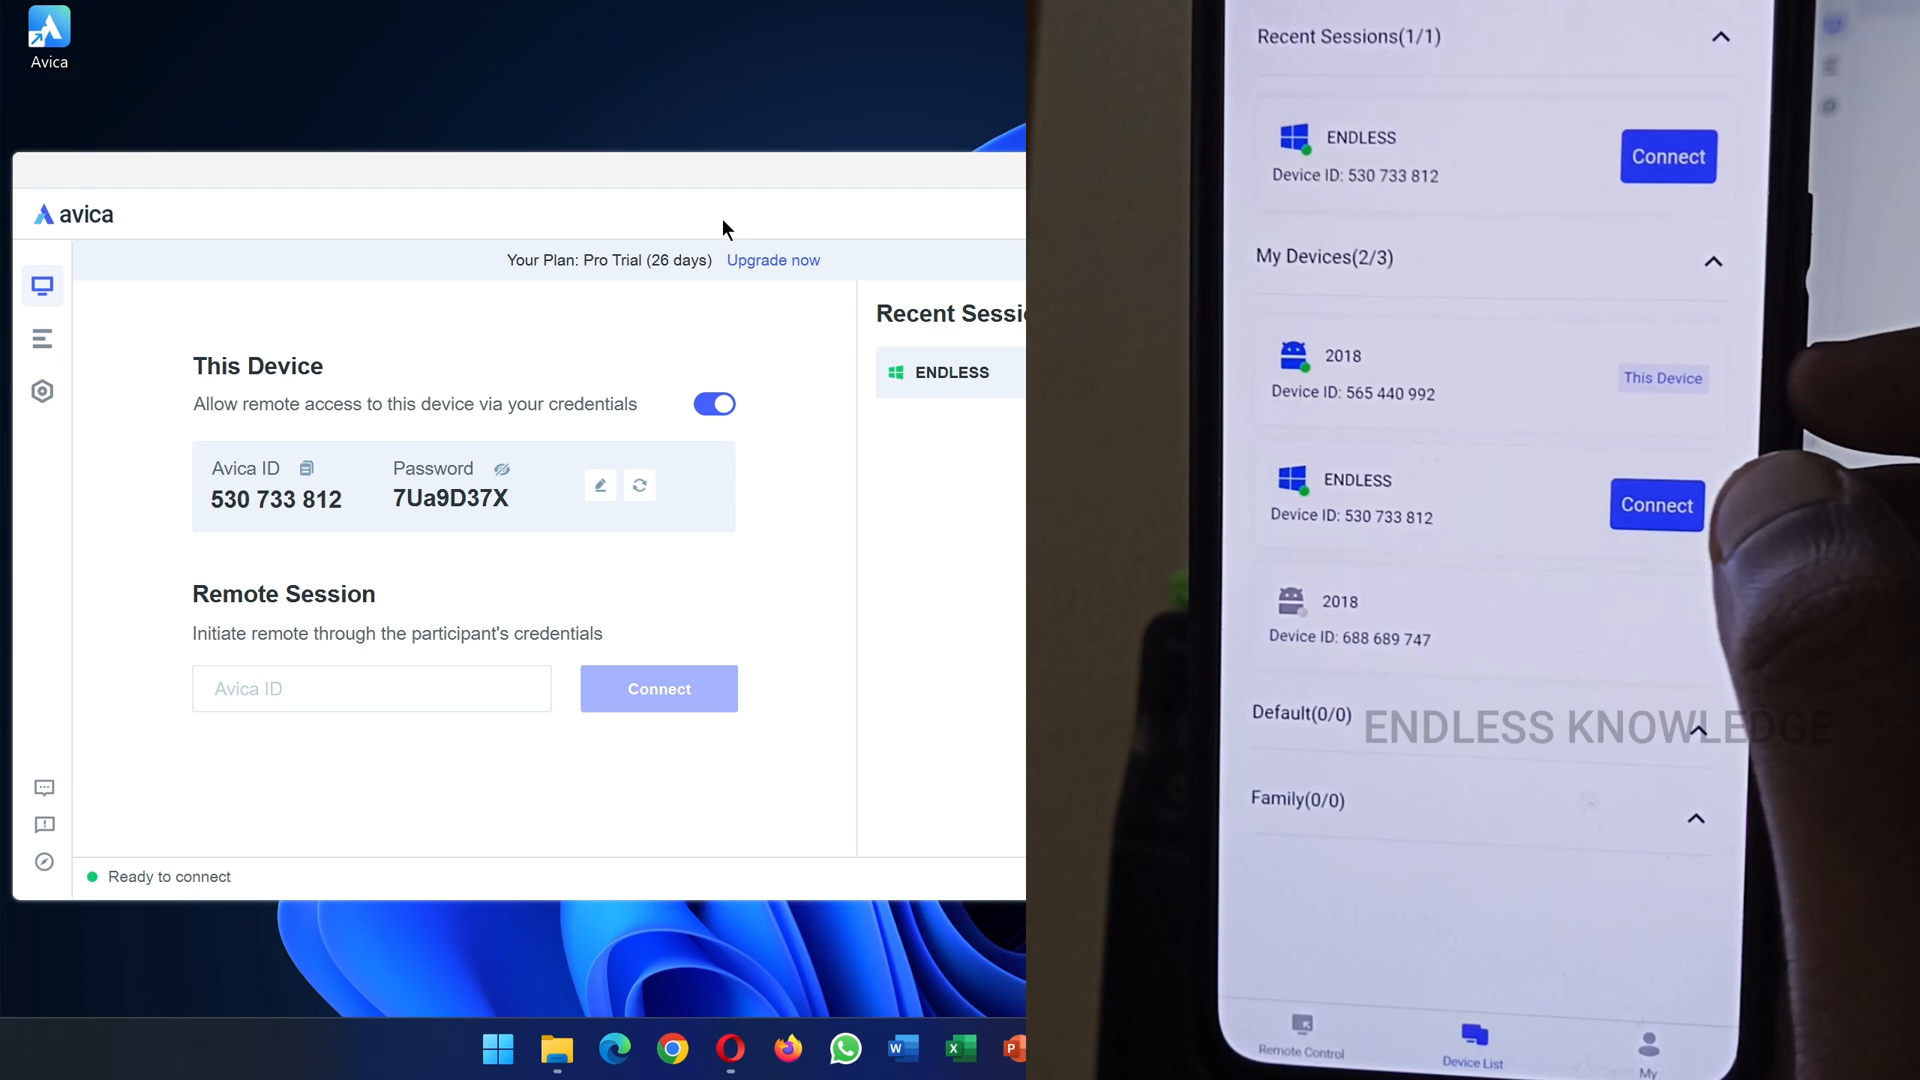 Avica
avica
Your Plan: Pro Trial (26 days) Upgrade now
This Device
Allow remote access to this device via your credentials
Avica ID
Password
530 733 812
7Ua9D37X
Remote Session
Initiate remote through the participant's credentials
Avica ID
Connect
Ready to connect
Recent Sessi
ENDLESS
Recent Sessions(1/1)
ENDLESS
Device ID: 530 733 812
Connect
My Devices(2/3)
2018
Device ID: 565 440 992
This Device
ENDLESS
Device ID: 530 733 812
Connect
2018
Device ID: 688 689 747
Default(0/0)
ENDLESS KNOWLEDGE
Family(0/0)
Remote Control
Device List
My